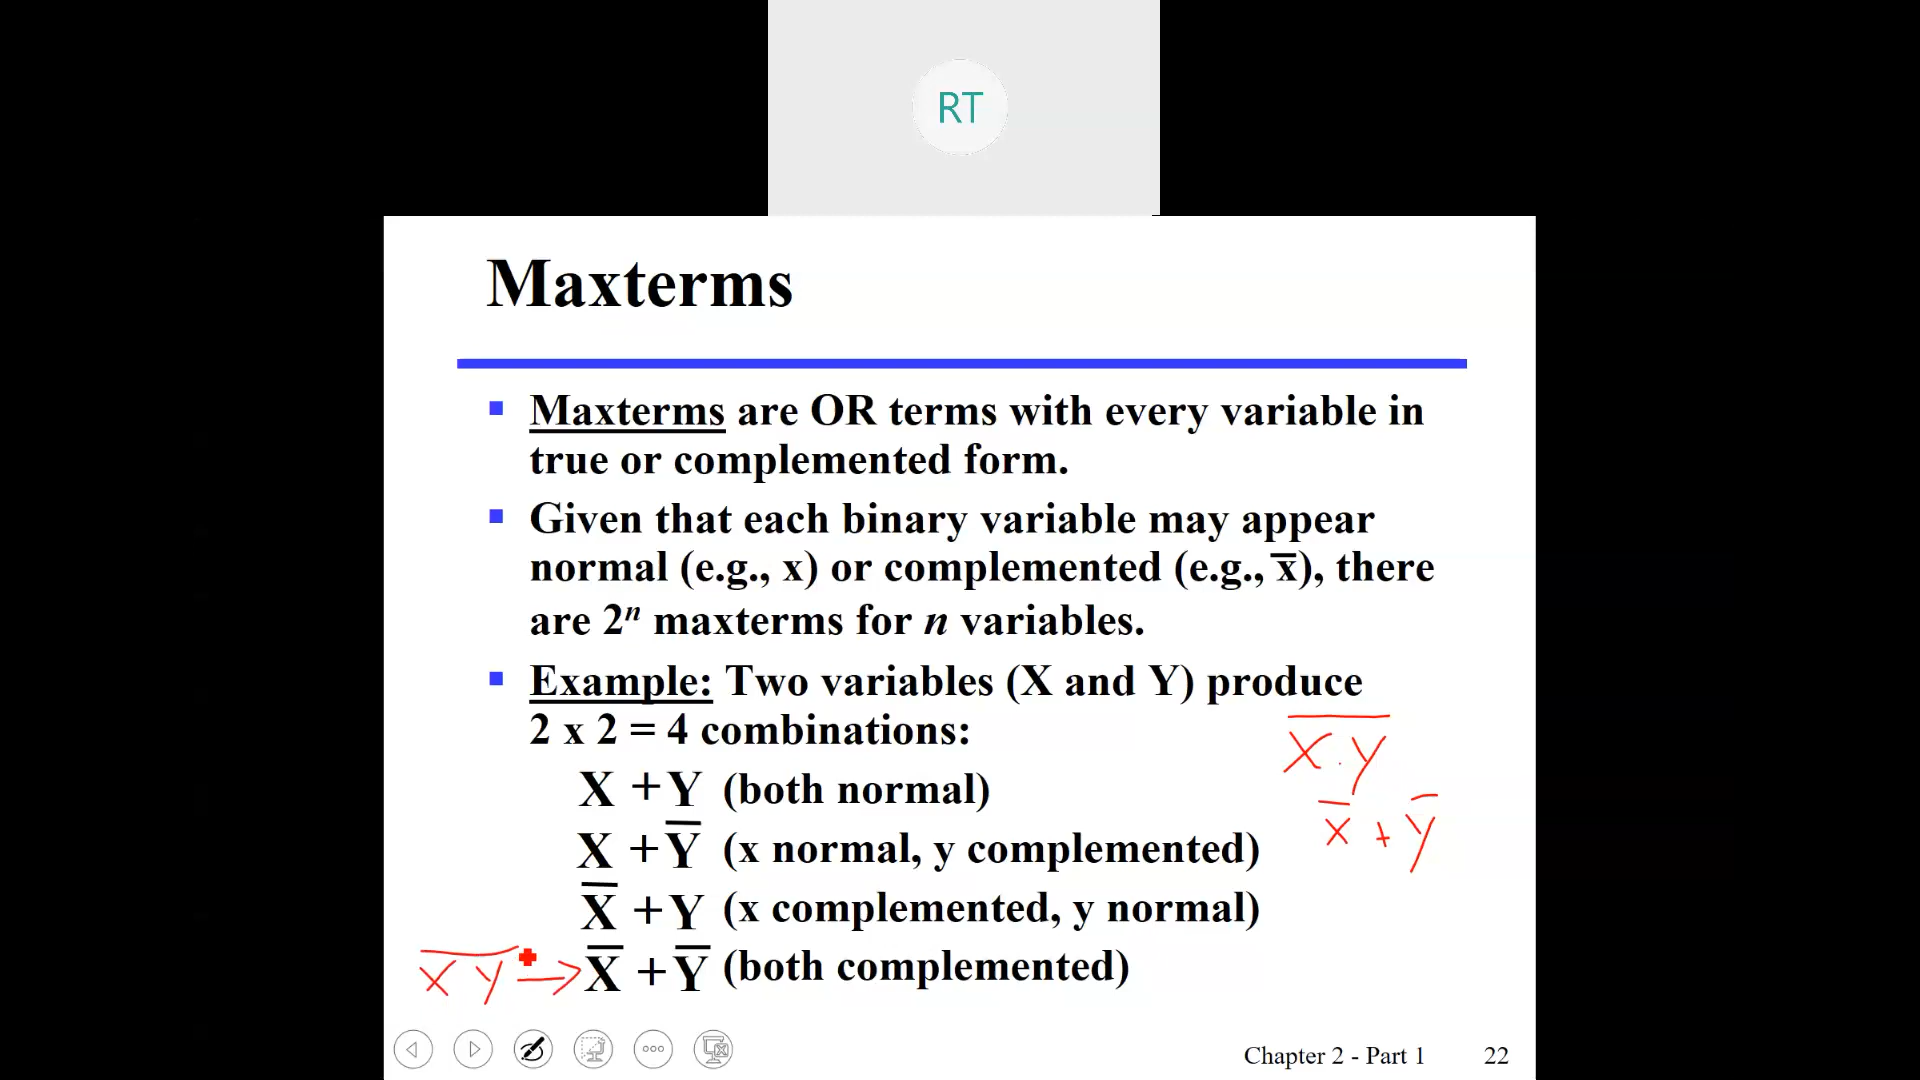 RT
Maxterms
▪ Maxterms are OR terms with every variable in
true or complemented form.
▪ Given that each binary variable may appear
normal (e.g., x) or complemented (e.g., x̅), there
are 2ⁿ maxterms for n variables.
▪ Example: Two variables (X and Y) produce
2 x 2 = 4 combinations:
X + Y (both normal)
X + Y̅ (x normal, y complemented)
X̅ + Y (x complemented, y normal)
X̅ + Y̅ (both complemented)
X̅ ̅.̅ ̅Y̅
X̅ + Y̅
X̅ ̅Y̅ →
Chapter 2 - Part 1 22